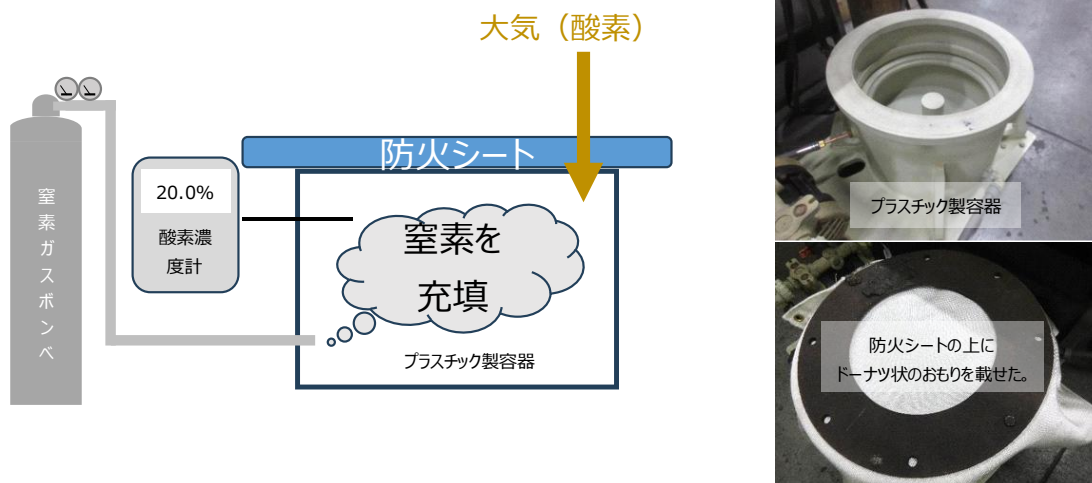 大気（酸素）
防火シート
20.0%
酸素濃
度計
窒素ガスボンベ
窒素を
充填
プラスチック製容器
プラスチック製容器
防火シートの上に
ドーナツ状のおもりを載せた。